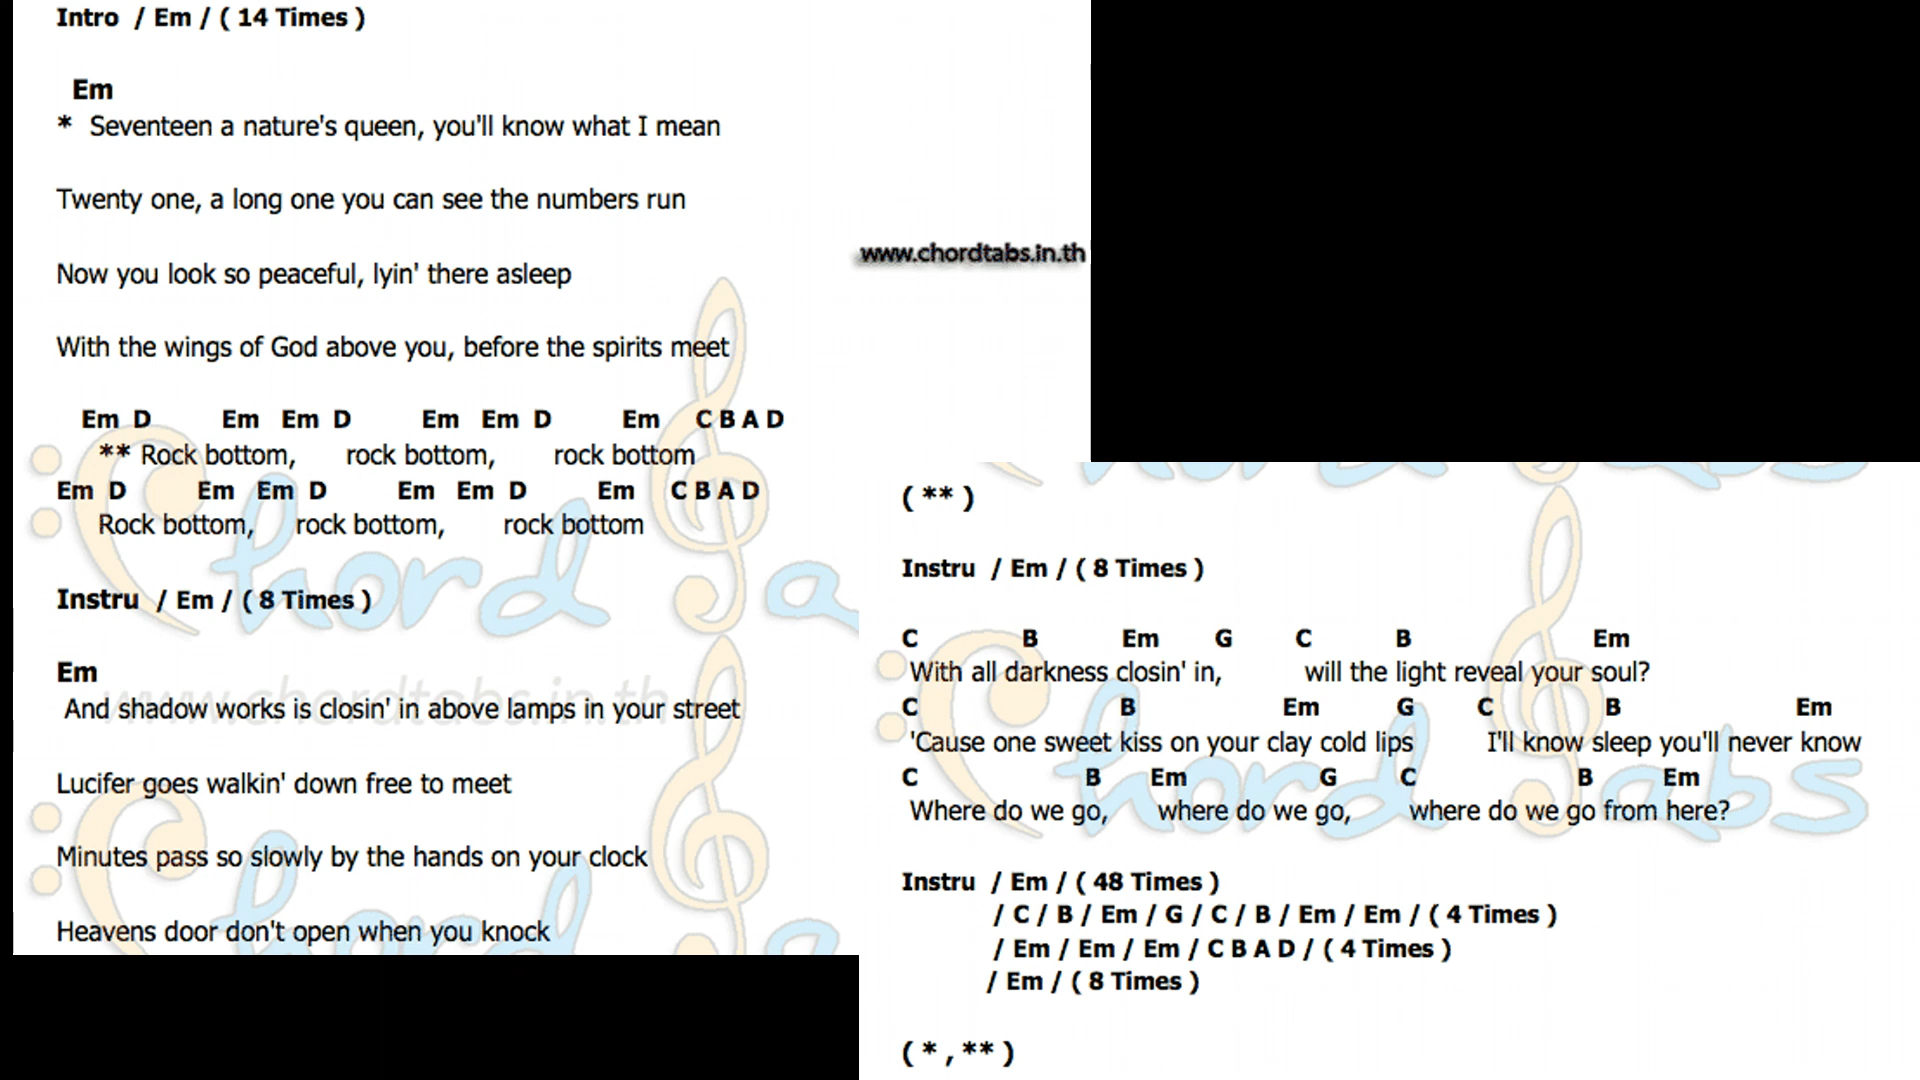 Intro / Em / ( 14 Times )
Em
* Seventeen a nature's queen, you'll know what I mean
Twenty one, a long one you can see the numbers run
Now you look so peaceful, lyin' there asleep
With the wings of God above you, before the spirits meet
Em D Em Em D Em Em D Em C B A D
** Rock bottom, rock bottom, rock bottom
Em D Em Em D Em Em D Em C B A D
Rock bottom, rock bottom, rock bottom
Instru / Em / ( 8 Times )
Em
And shadow works is closin' in above lamps in your street
Lucifer goes walkin' down free to meet
Minutes pass so slowly by the hands on your clock
Heavens door don't open when you knock
www.chordtabs.in.th
www.chordtabs.in.th
( ** )
Instru / Em / ( 8 Times )
C B Em G C B Em
With all darkness closin' in, will the light reveal your soul?
C B Em G C B Em
'Cause one sweet kiss on your clay cold lips I'll know sleep you'll never know
C B Em G C B Em
Where do we go, where do we go, where do we go from here?
Instru / Em / ( 48 Times )
/ C / B / Em / G / C / B / Em / Em / ( 4 Times )
/ Em / Em / Em / C B A D / ( 4 Times )
/ Em / ( 8 Times )
( * , ** )
Chord Tabs